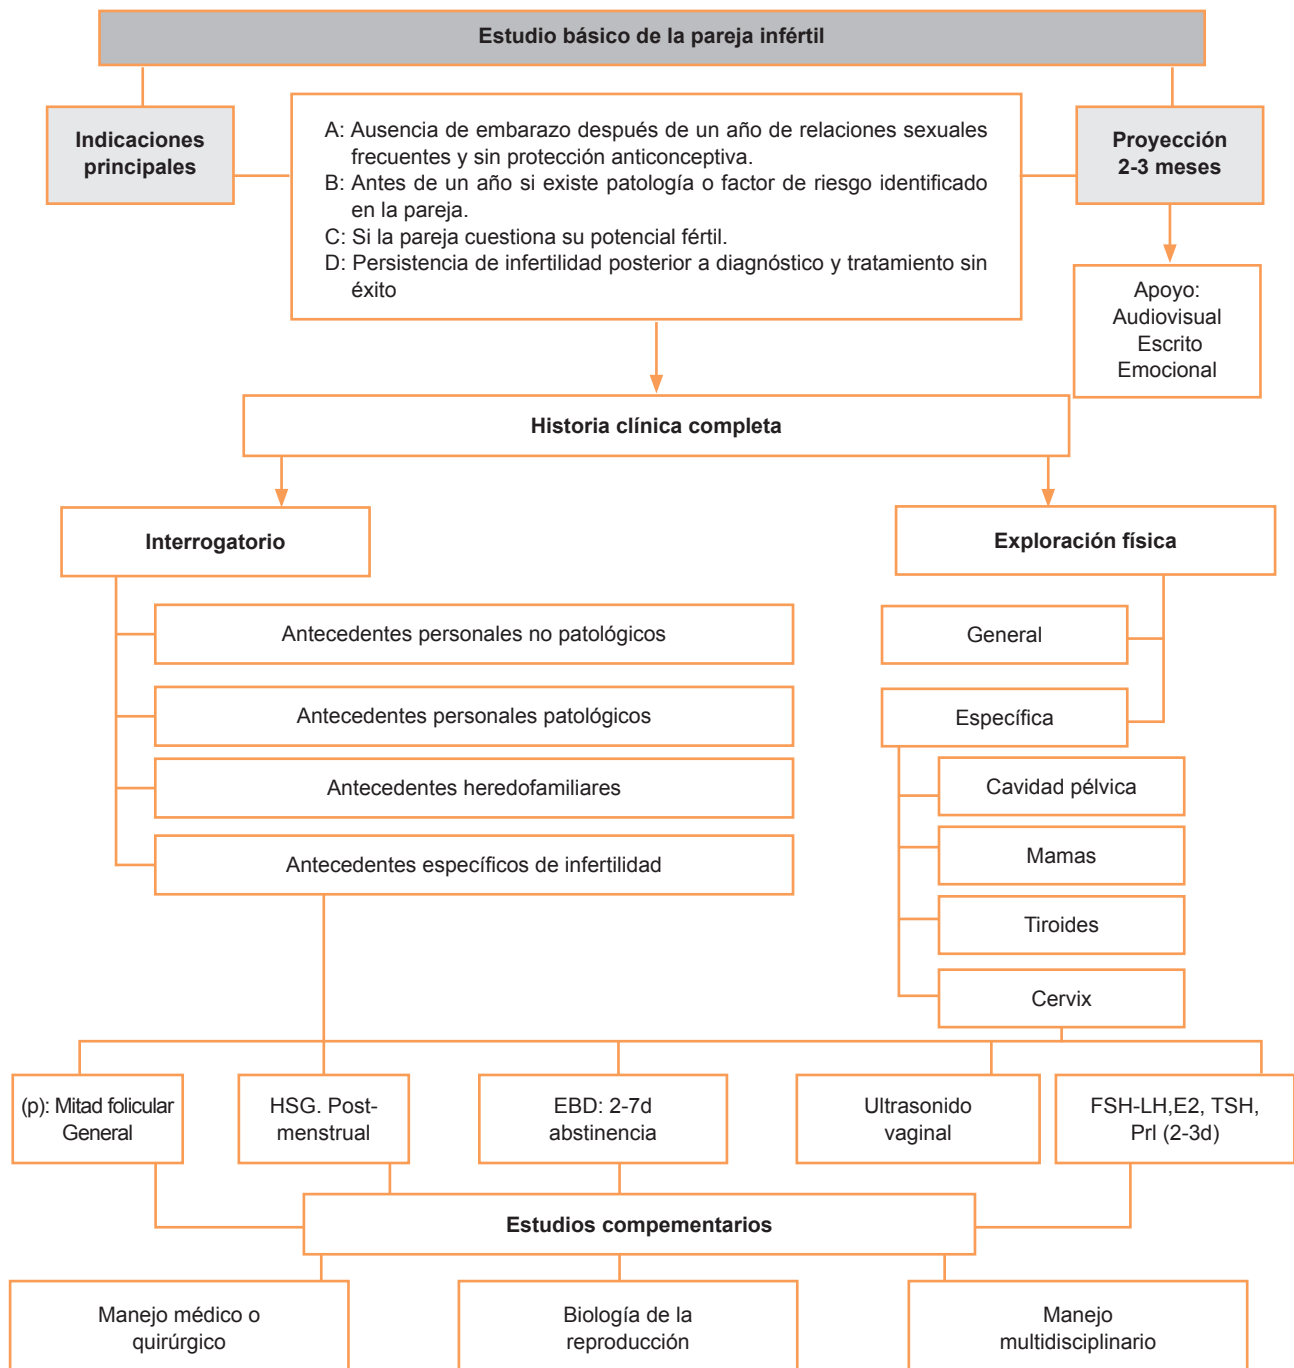 Estudio básico de la pareja infértil
Indicaciones
principales
A: Ausencia de embarazo después de un año de relaciones sexuales
frecuentes y sin protección anticonceptiva.
B: Antes de un año si existe patología o factor de riesgo identificado
en la pareja.
C: Si la pareja cuestiona su potencial fértil.
D: Persistencia de infertilidad posterior a diagnóstico y tratamiento sin
éxito
Proyección
2-3 meses
Apoyo:
Audiovisual
Escrito
Emocional
Historia clínica completa
Interrogatorio
Antecedentes personales no patológicos
Antecedentes personales patológicos
Antecedentes heredofamiliares
Antecedentes específicos de infertilidad
Exploración física
General
Específica
Cavidad pélvica
Mamas
Tiroides
Cervix
(p): Mitad folicular
General
HSG. Post-
menstrual
EBD: 2-7d
abstinencia
Ultrasonido
vaginal
FSH-LH,E2, TSH,
Prl (2-3d)
Estudios compementarios
Manejo médico o
quirúrgico
Biología de la
reproducción
Manejo
multidisciplinario